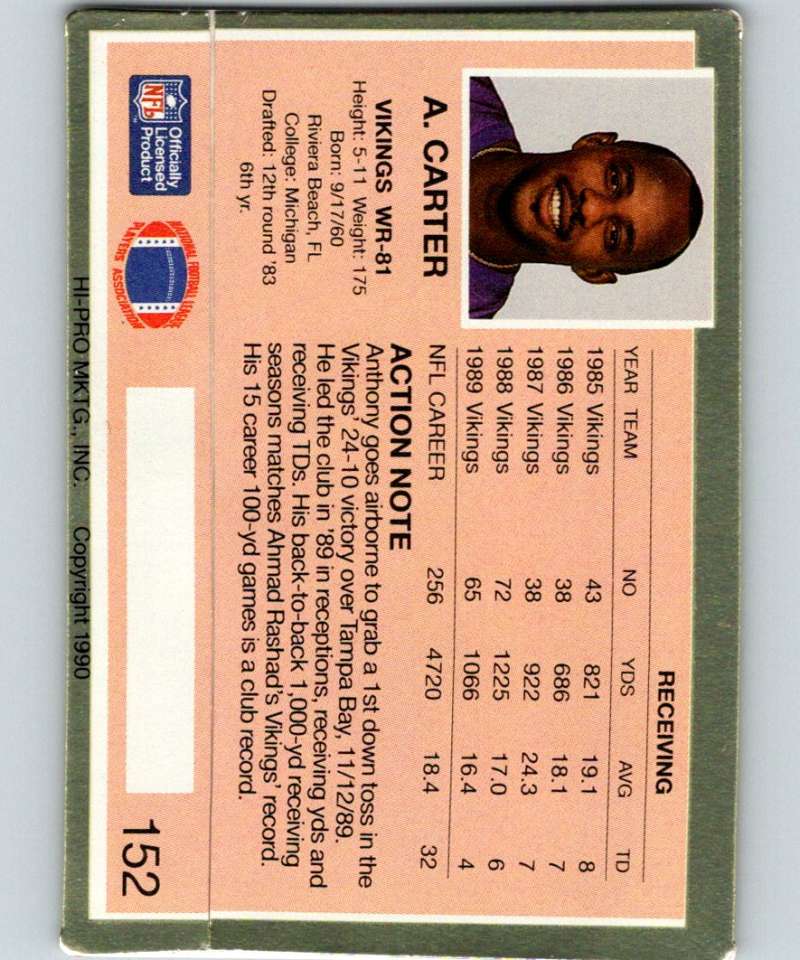 RECEIVING
YEAR TEAM NO YDS AVG TD
1985 Vikings 43 821 19.1 8
1986 Vikings 38 686 18.1 7
1987 Vikings 38 922 24.3 7
1988 Vikings 72 1225 17.0 6
1989 Vikings 65 1066 16.4 4
NFL CAREER 256 4720 18.4 32
A. CARTER
VIKINGS WR-81
Height: 5-11 Weight: 175
Born: 9/17/60
Riviera Beach, FL
College: Michigan
Drafted: 12th round '83
6th yr.
ACTION NOTE
Anthony goes airborne to grab a 1st down toss in the
Vikings' 24-10 victory over Tampa Bay, 11/12/89.
He led the club in '89 in receptions, receiving yds and
receiving TDs. His back-to-back 1,000-yd receiving
seasons matches Ahmad Rashad's Vikings' record.
His 15 career 100-yd games is a club record.
NFL
TM
Officially
Licensed
Product
NATIONAL FOOTBALL LEAGUE
PLAYERS ASSOCIATION
152
HI-PRO MKTG., INC. Copyright 1990